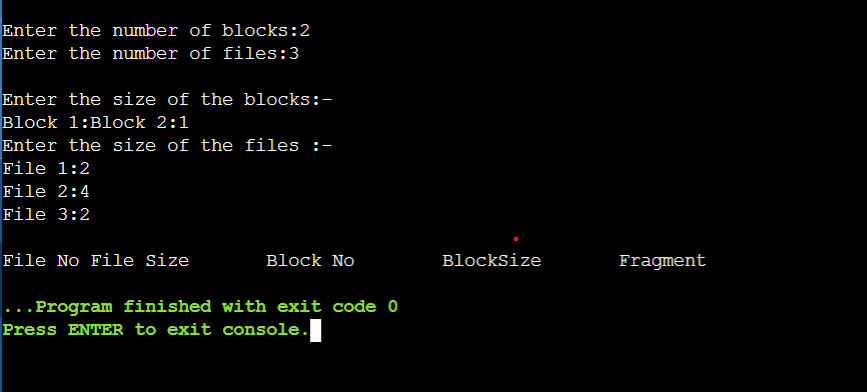 Enter the number of blocks:2
Enter the number of files:3
Enter the size of the blocks:-
Block 1:Block 2:1
Enter the size of the files :-
File 1:2
File 2:4
File 3:2
File No File Size Block No BlockSize Fragment
...Program finished with exit code 0
Press ENTER to exit console.